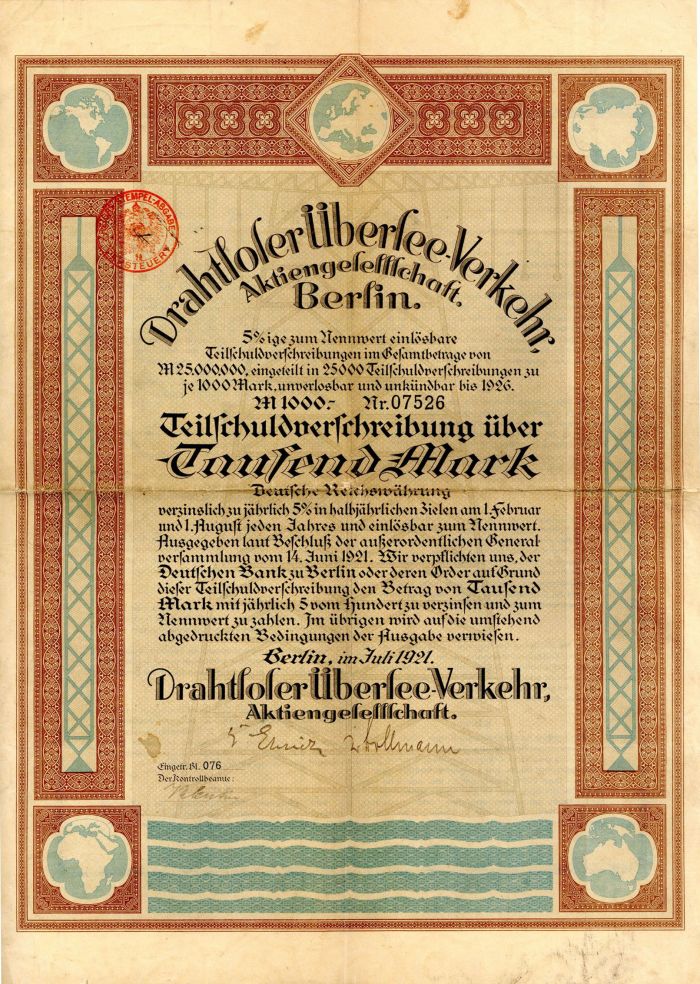 REICHS-STEMPEL-ABGABE
Drahtloser Übersee-Verkehr,
Aktiengesellschaft.
Berlin.
5%ige zum Nennwert einlösbare
Teilschuldverschreibungen im Gesamtbetrage von
M 25.000,000, eingeteilt in 25000 Teilschuldverschreibungen zu
je 1000 Mark, unverlosbar und unkündbar bis 1926.
M 1000.- Nr. 07526
Teilschuldverschreibung über
Tausend Mark
Deutsche Reichswährung
verzinslich zu jährlich 5% in halbjährlichen Zielen am 1. Februar
und 1. August jeden Jahres und einlösbar zum Nennwert.
Ausgegeben laut Beschluß der außerordentlichen General
versammlung vom 14. Juni 1921. Wir verpflichten uns, der
Deutschen Bank zu Berlin oder deren Order auf Grund
dieser Teilschuldverschreibung den Betrag von Tausend
Mark mit jährlich 5 vom Hundert zu verzinsen und zum
Nennwert zu zahlen. Im übrigen wird auf die umstehend
abgedruckten Bedingungen der Ausgabe verwiesen.
Berlin, im Juli 1921.
Drahtloser Übersee-Verkehr,
Aktiengesellschaft.
Eingetr. Bl. 076
Der Kontrollbeamte: